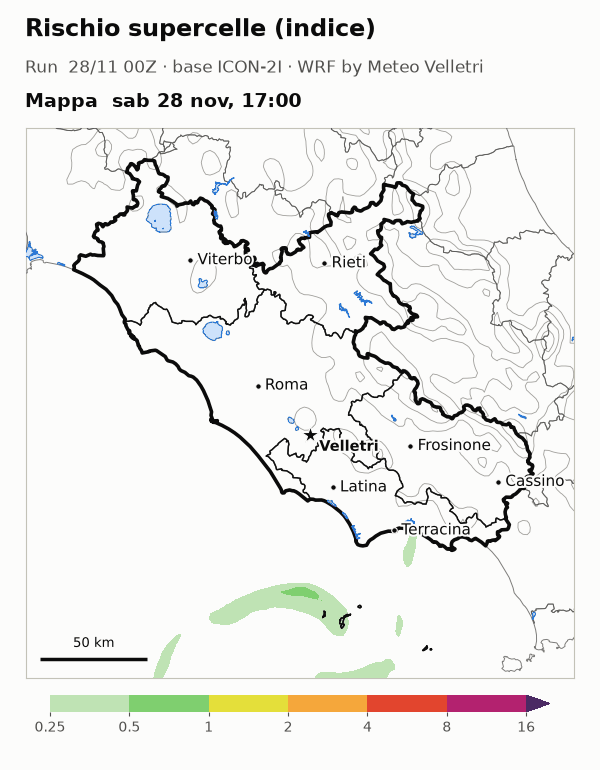 Rischio supercelle (indice)
Run  28/11 00Z · base ICON-2I · WRF by Meteo Velletri
Mappa  sab 28 nov, 17:00
Viterbo
Rieti
Roma
Velletri
Frosinone
Cassino
Latina
Terracina
50 km
0.25 0.5 1 2 4 8 16